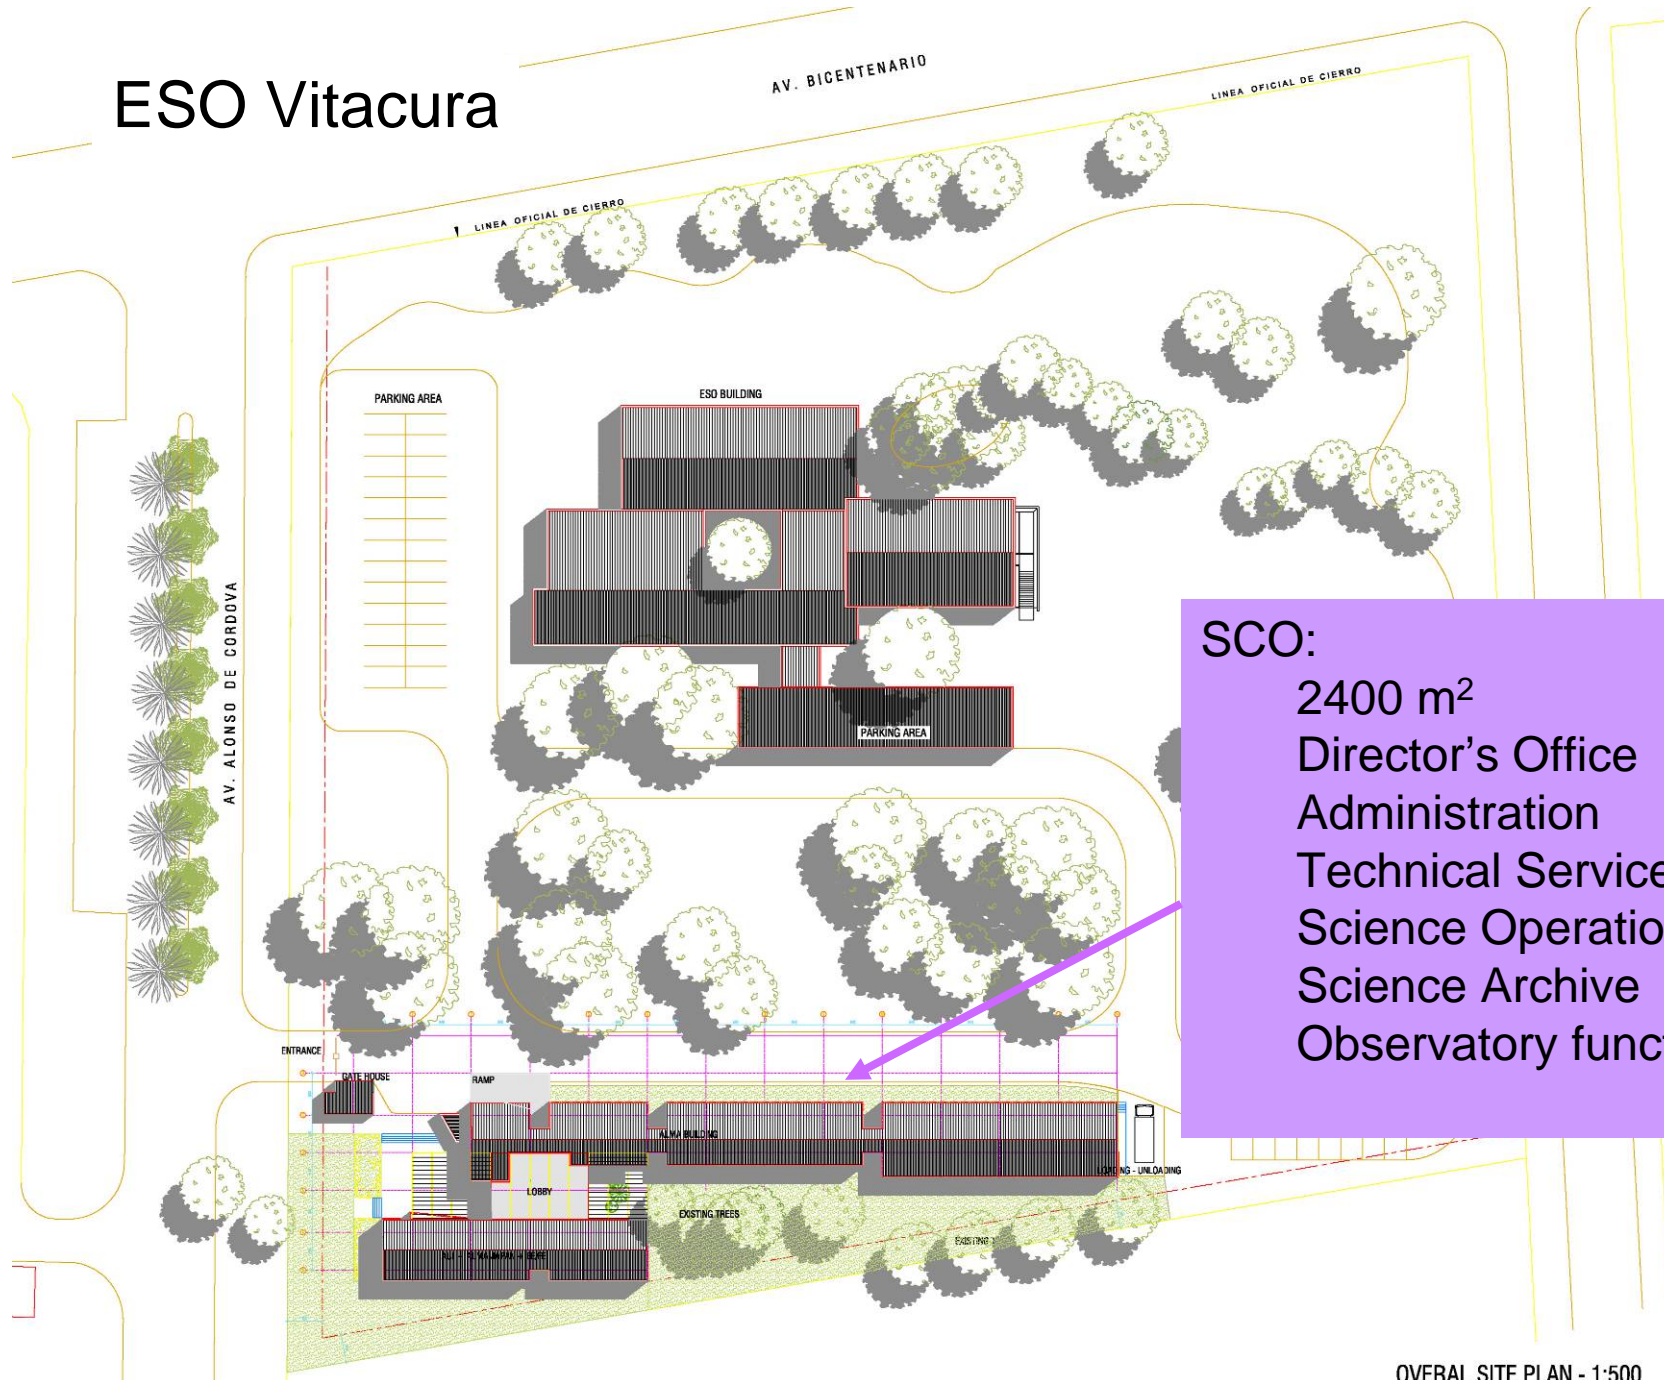 ESO Vitacura
AV. BICENTENARIO
LINEA OFICIAL DE CIERRO
LINEA OFICIAL DE CIERRO
PARKING AREA
ESO BUILDING
AV. ALONSO DE CORDOVA
PARKING AREA
SCO:
2400 m²
Director's Office
Administration
Technical Service
Science Operatio
Science Archive
Observatory func
ENTRANCE
GATE HOUSE
RAMP
ALMA BUILDING
LOADING - UNLOADING
LOBBY
EXISTING TREES
EXISTING
OVERAL SITE PLAN - 1:500